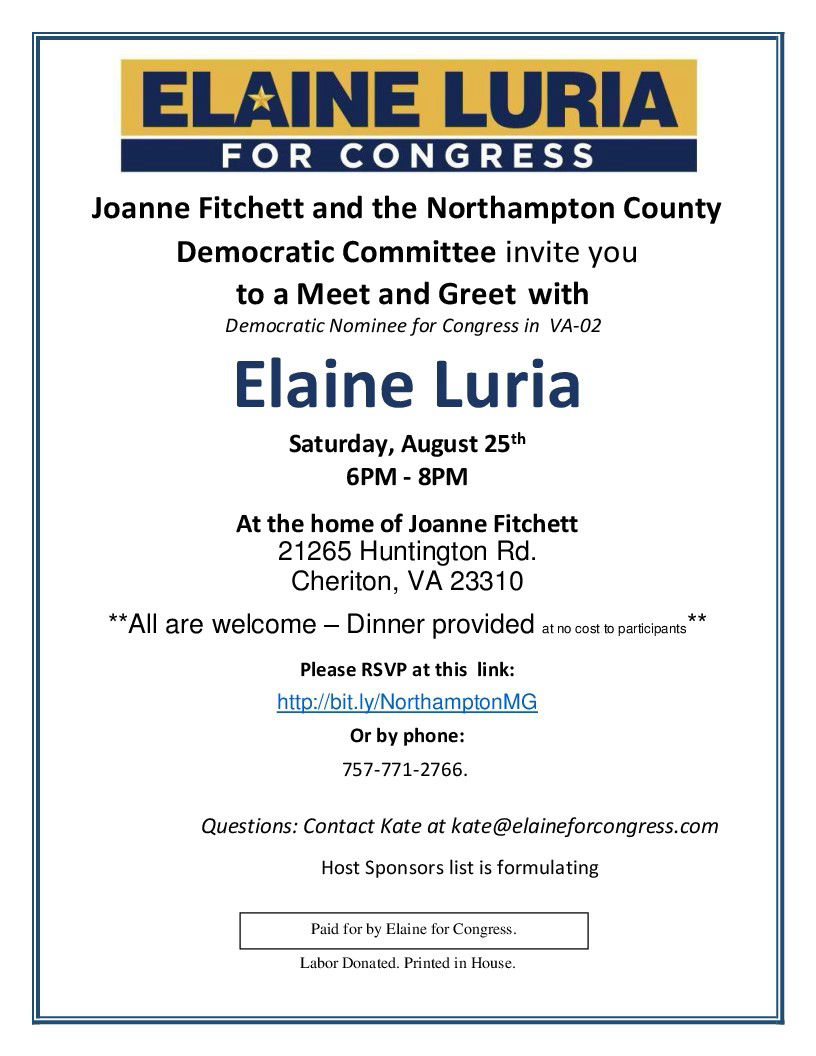 ELAINE LURIA
FOR CONGRESS
Joanne Fitchett and the Northampton County
Democratic Committee invite you
to a Meet and Greet with
Democratic Nominee for Congress in VA-02
Elaine Luria
Saturday, August 25th
6PM - 8PM
At the home of Joanne Fitchett
21265 Huntington Rd.
Cheriton, VA 23310
**All are welcome – Dinner provided at no cost to participants**
Please RSVP at this link:
http://bit.ly/NorthamptonMG
Or by phone:
757-771-2766.
Questions: Contact Kate at kate@elaineforcongress.com
Host Sponsors list is formulating
Paid for by Elaine for Congress.
Labor Donated. Printed in House.